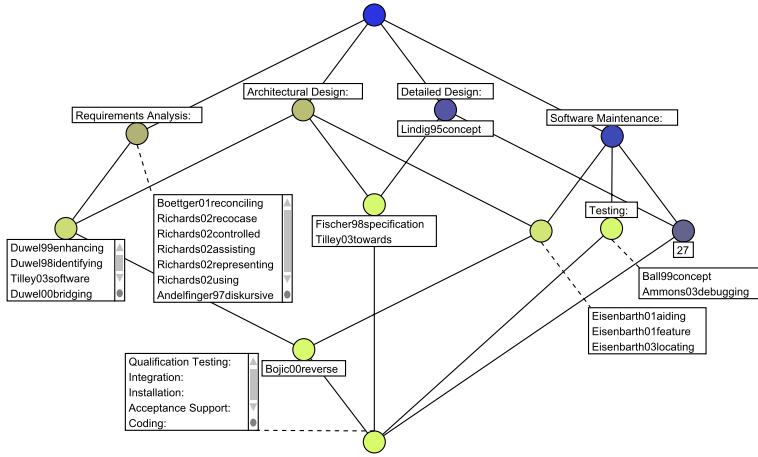 Architectural Design:
Detailed Design:
Requirements Analysis:
Lindig95concept
Software Maintenance:
Boettger01reconciling
Richards02recocase
Richards02controlled
Richards02assisting
Richards02representing
Richards02using
Andelfinger97diskursive
Fischer98specification
Tilley03towards
Testing:
Duwel99enhancing
Duwel98identifying
Tilley03software
Duwel00bridging
27
Ball99concept
Ammons03debugging
Eisenbarth01aiding
Eisenbarth01feature
Eisenbarth03locating
Qualification Testing:
Integration:
Installation:
Acceptance Support:
Coding:
Bojic00reverse